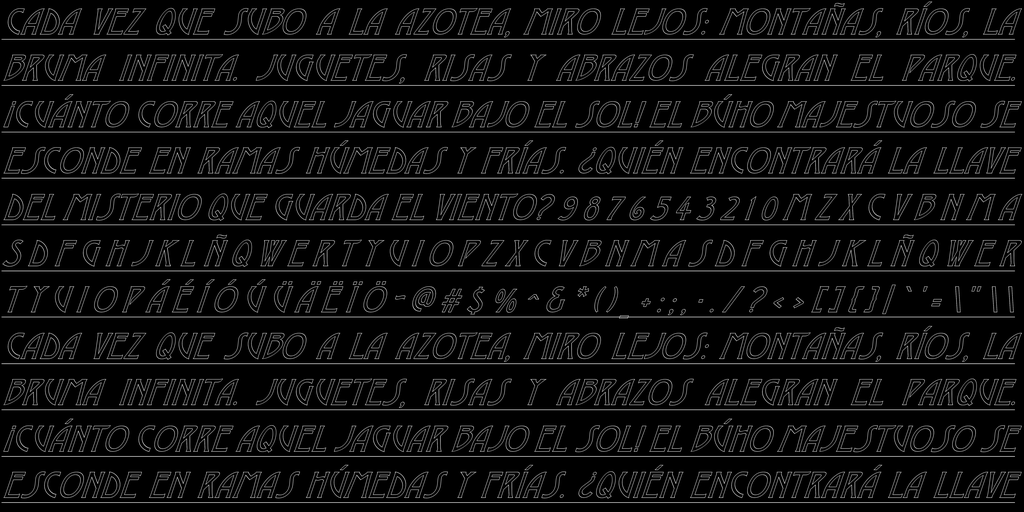 CADA VEZ QUE SUBO A LA AZOTEA, MIRO LEJOS: MONTAÑAS, RÍOS, LA
BRUMA INFINITA. JUGUETES, RISAS Y ABRAZOS ALEGRAN EL PARQUE.
¡CUÁNTO CORRE AQUEL JAGUAR BAJO EL SOL! EL BÚHO MAJESTUOSO SE
ESCONDE EN RAMAS HÚMEDAS Y FRÍAS. ¿QUIÉN ENCONTRARÁ LA LLAVE
DEL MISTERIO QUE GUARDA EL VIENTO? 9 8 7 6 5 4 3 2 1 0 M Z X C V B N M A
S D F G H J K L Ñ Q W E R T Y U I O P Z X C V B N M A S D F G H J K L Ñ Q W E R
T Y U I O P Á É Í Ó Ú Ü Ä Ë Ï Ö ~ @ # $ % ^ & * ( ) _ + : ; , · . / ? < > [ ] { } / ` ' = \ " \ \
CADA VEZ QUE SUBO A LA AZOTEA, MIRO LEJOS: MONTAÑAS, RÍOS, LA
BRUMA INFINITA. JUGUETES, RISAS Y ABRAZOS ALEGRAN EL PARQUE.
¡CUÁNTO CORRE AQUEL JAGUAR BAJO EL SOL! EL BÚHO MAJESTUOSO SE
ESCONDE EN RAMAS HÚMEDAS Y FRÍAS. ¿QUIÉN ENCONTRARÁ LA LLAVE